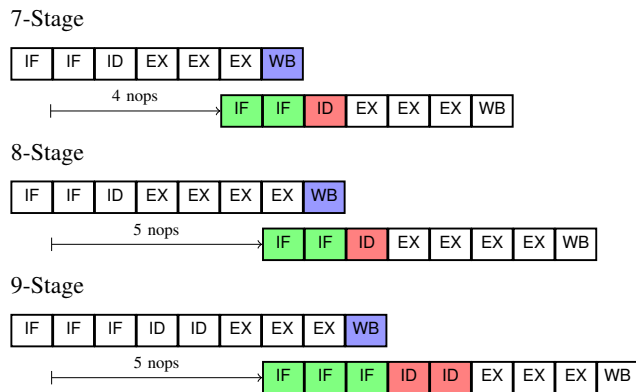 7-Stage
IF IF ID EX EX EX WB
4 nops
IF IF ID EX EX EX WB
8-Stage
IF IF ID EX EX EX EX WB
5 nops
IF IF ID EX EX EX EX WB
9-Stage
IF IF IF ID ID EX EX EX WB
5 nops
IF IF IF ID ID EX EX EX WB